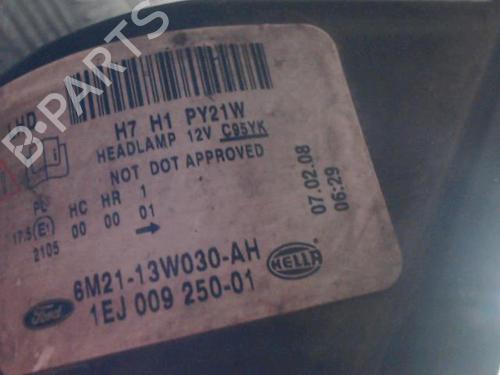 B-PARTS
H7 H1 PY21W
HEADLAMP 12V C95YK
NOT DOT APPROVED
HC HR 1
17.5 E1 00 00 01
2105
07.02.08
06:29
6M21-13W030-AH
1EJ 009 250-01
Ford
HELLA